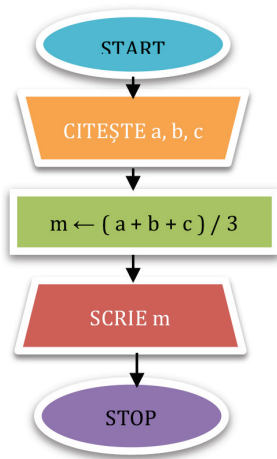 START
CITEȘTE a, b, c
m ← ( a + b + c ) / 3
SCRIE m
STOP